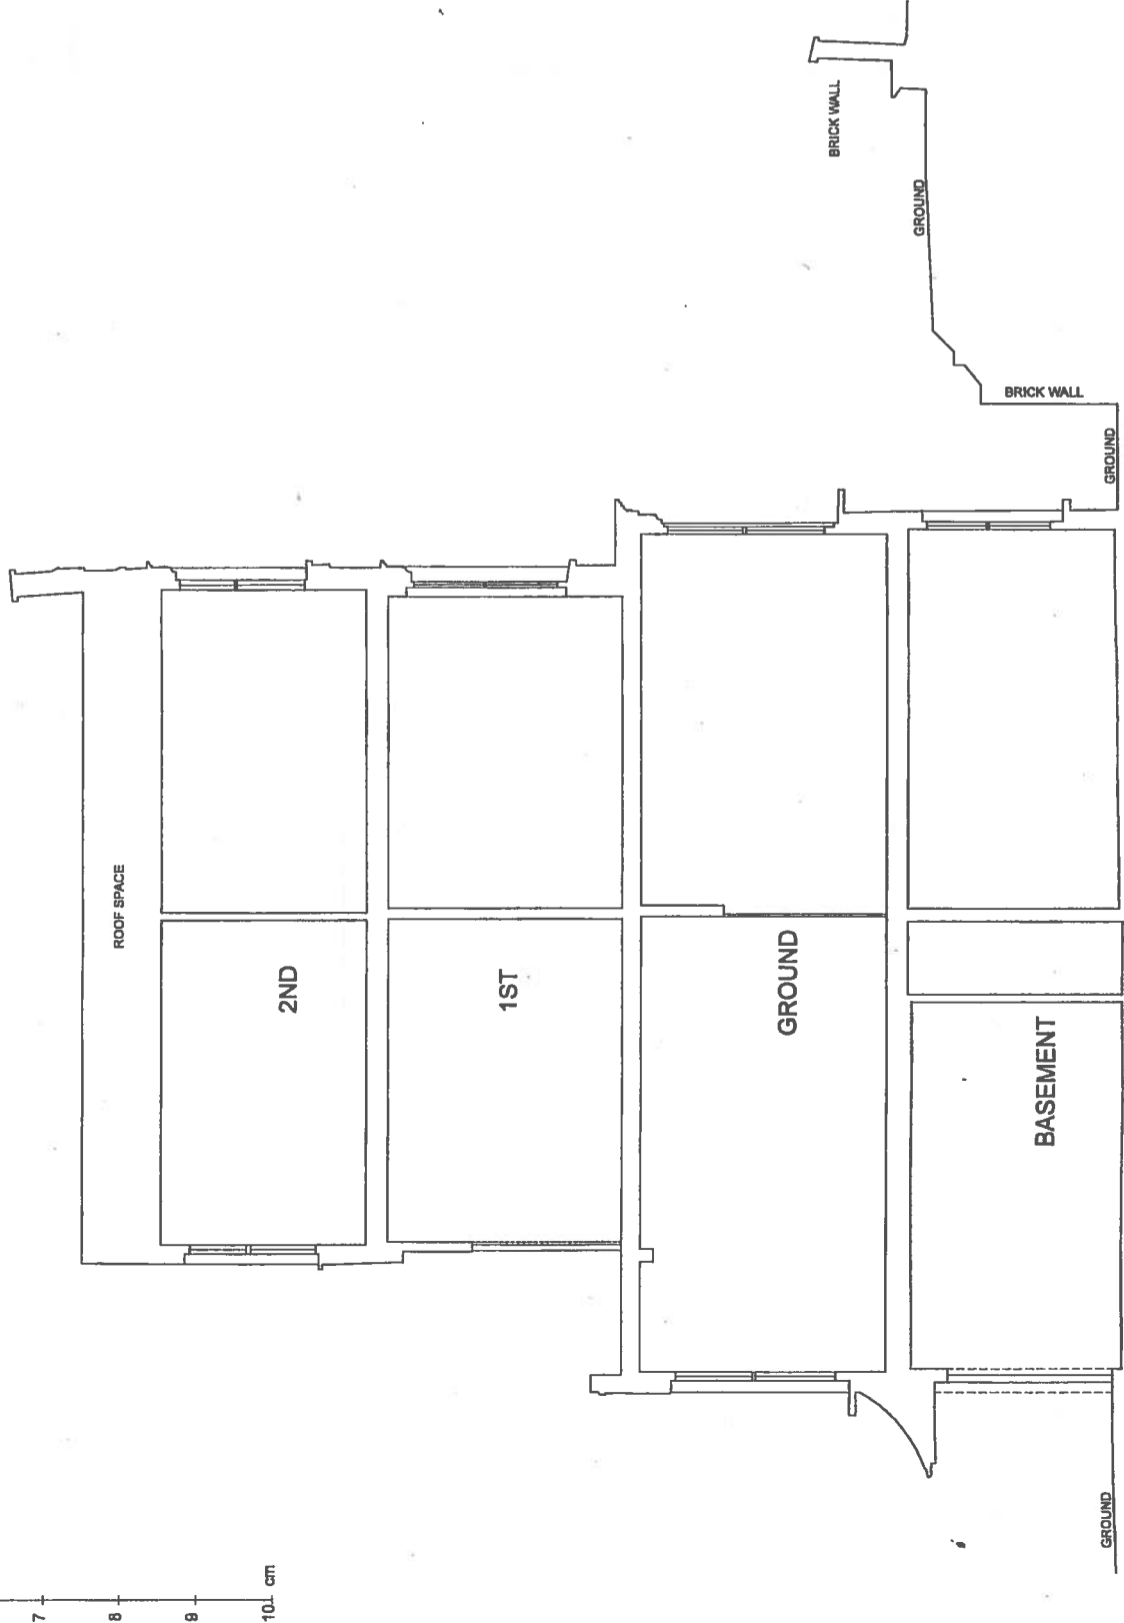 BRICK WALL
GROUND
BRICK WALL
GROUND
ROOF SPACE
2ND
1ST
GROUND
BASEMENT
GROUND
7
8
9
10 cm